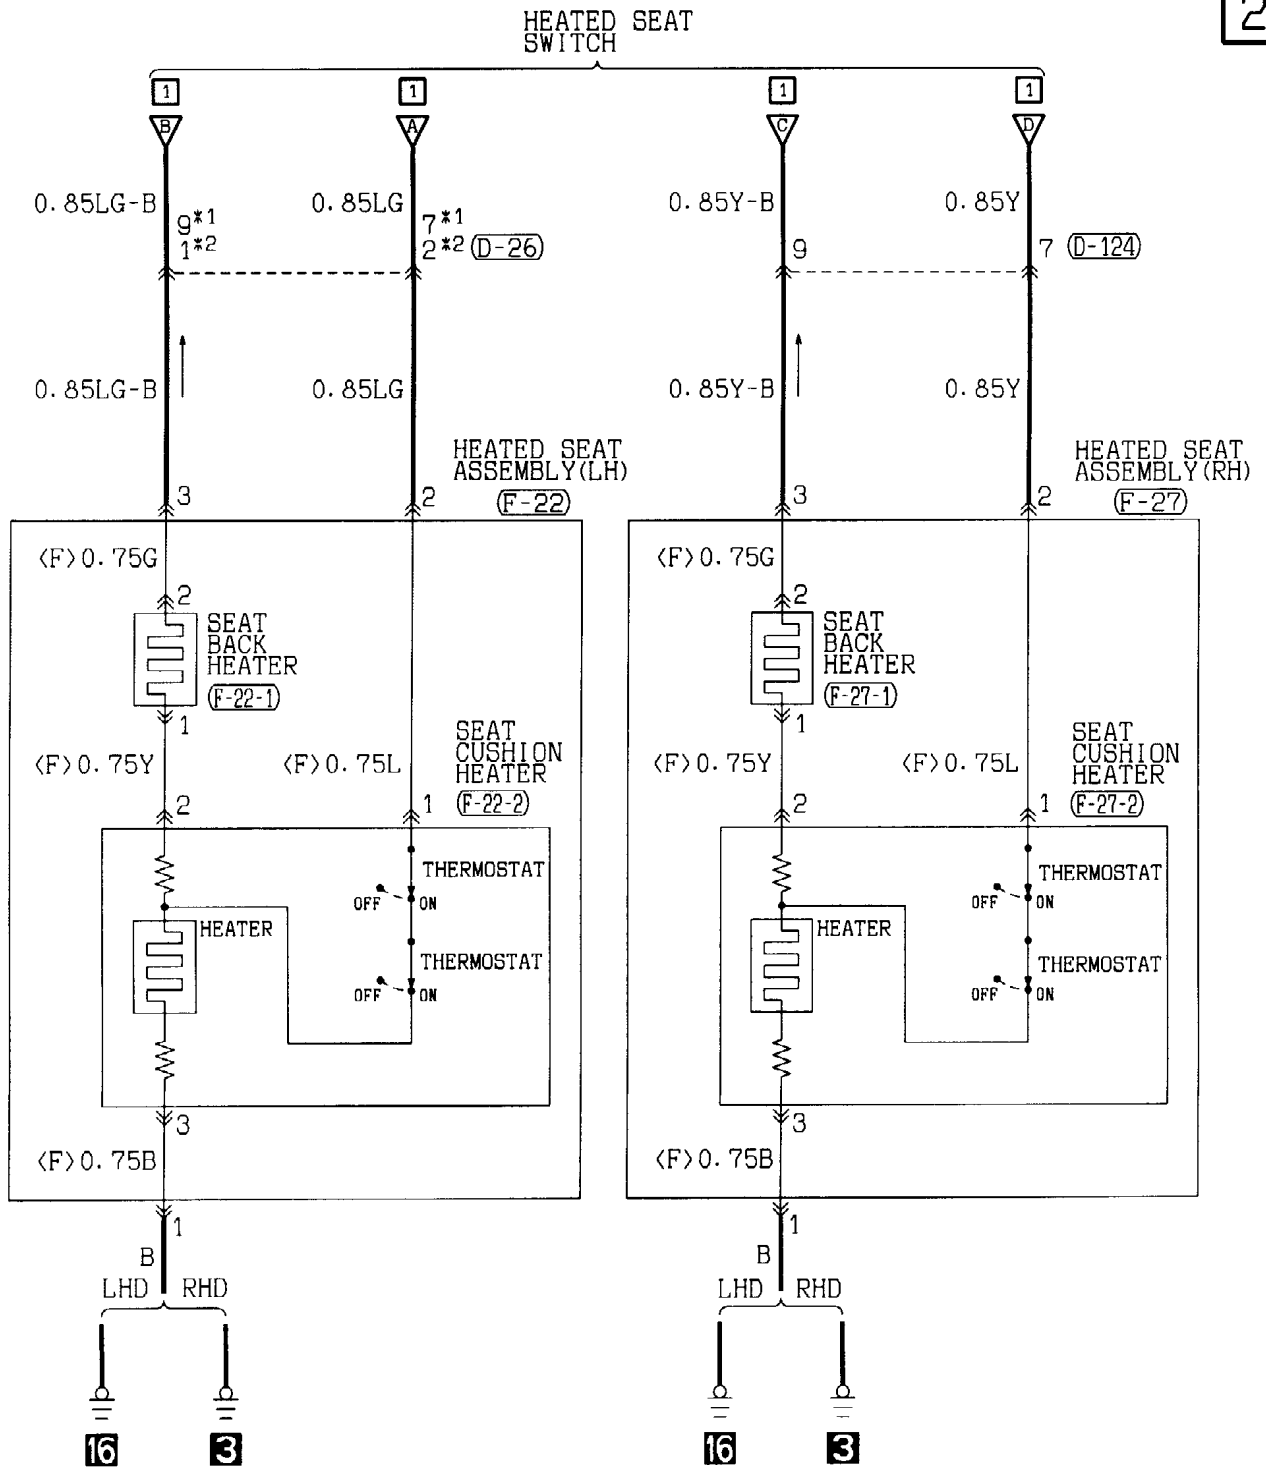 HEATED SEAT
SWITCH
2
1 1 1 1
B A C D
0.85LG-B 0.85LG 0.85Y-B 0.85Y
9*1 7*1
1*2 2*2 (D-26) 9 7 (D-124)
0.85LG-B 0.85LG 0.85Y-B 0.85Y
HEATED SEAT
ASSEMBLY(LH)
(F-22)
HEATED SEAT
ASSEMBLY(RH)
(F-27)
3 2 3 2
<F>0.75G <F>0.75G
2 2
SEAT
BACK
HEATER
(F-22-1)
SEAT
BACK
HEATER
(F-27-1)
1 1
<F>0.75Y <F>0.75L <F>0.75Y <F>0.75L
SEAT
CUSHION
HEATER
(F-22-2)
SEAT
CUSHION
HEATER
(F-27-2)
2 1 2 1
THERMOSTAT THERMOSTAT
OFF ON OFF ON
HEATER HEATER
THERMOSTAT THERMOSTAT
OFF ON OFF ON
3 3
<F>0.75B <F>0.75B
1 1
B B
LHD RHD LHD RHD
16 3 16 3